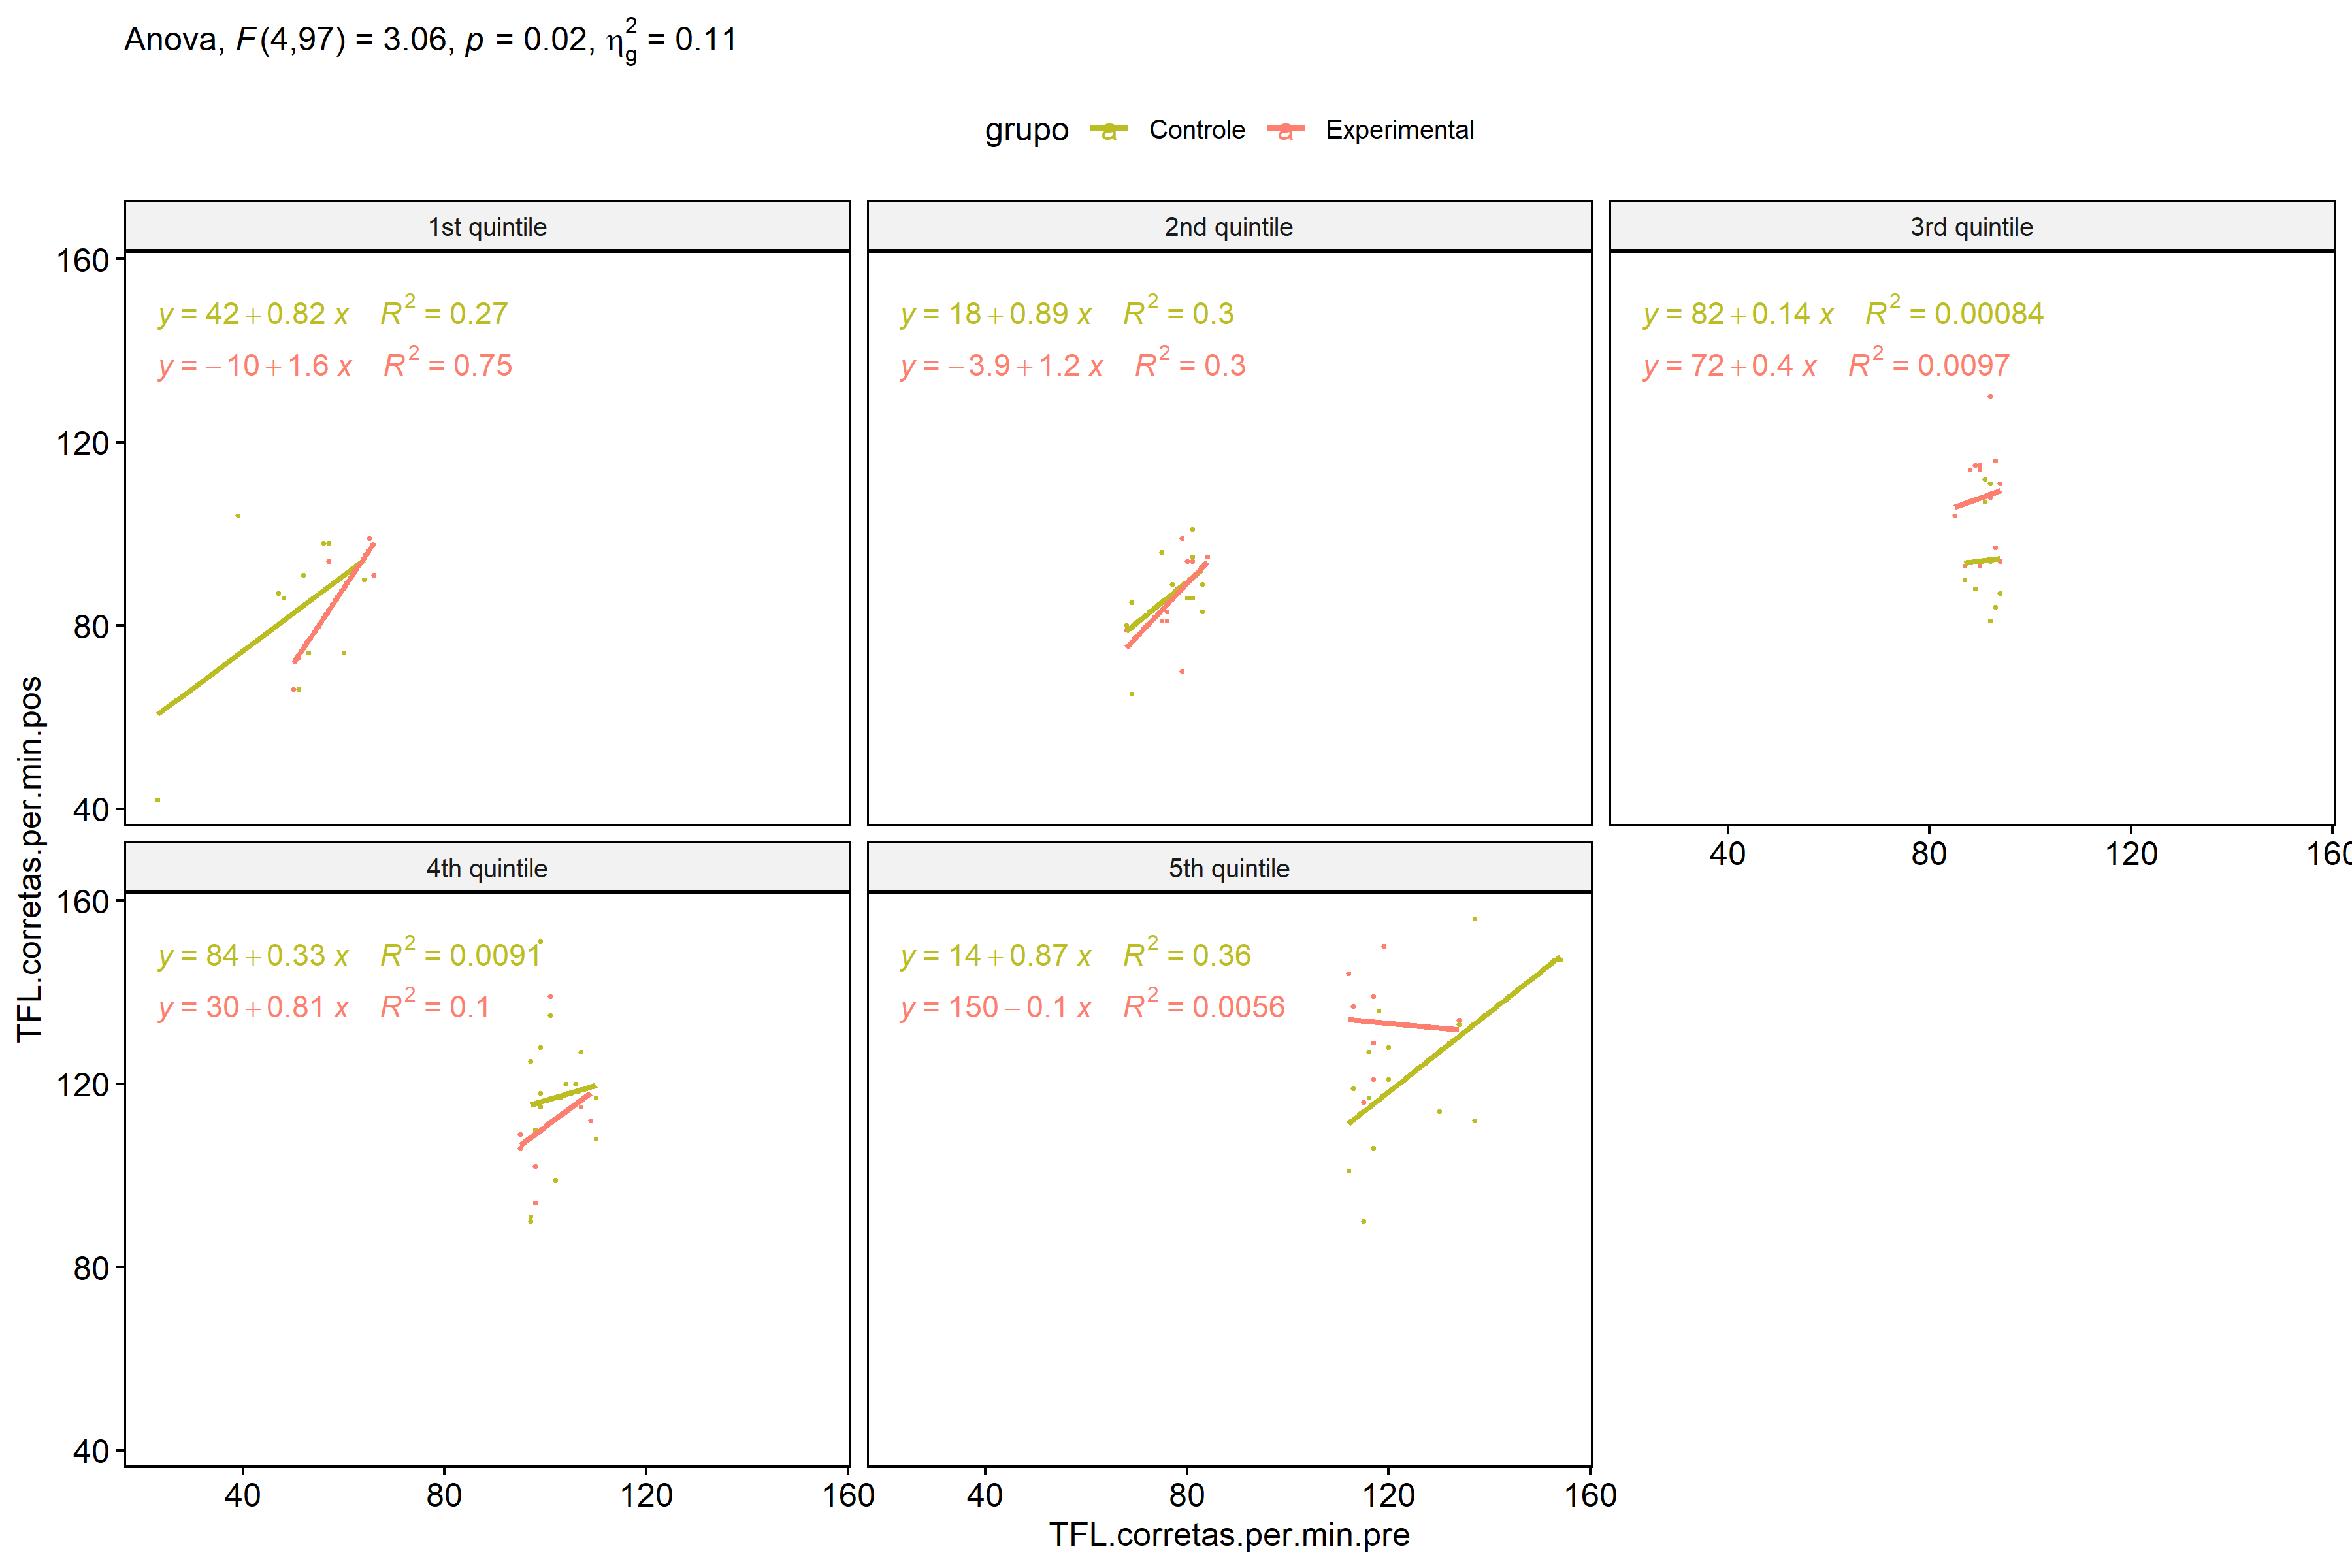 Anova, F(4,97) = 3.06, p = 0.02, η²g = 0.11
grupo a Controle a Experimental
1st quintile
2nd quintile
3rd quintile
160
120
80
40
y = 42 + 0.82 x R² = 0.27
y = − 10 + 1.6 x R² = 0.75
y = 18 + 0.89 x R² = 0.3
y = − 3.9 + 1.2 x R² = 0.3
y = 82 + 0.14 x R² = 0.00084
y = 72 + 0.4 x R² = 0.0097
40 80 120 160
4th quintile
5th quintile
160
120
80
40
y = 84 + 0.33 x R² = 0.0091
y = 30 + 0.81 x R² = 0.1
y = 14 + 0.87 x R² = 0.36
y = 150 − 0.1 x R² = 0.0056
40 80 120 160
40 80 120 160
TFL.corretas.per.min.pos
TFL.corretas.per.min.pre